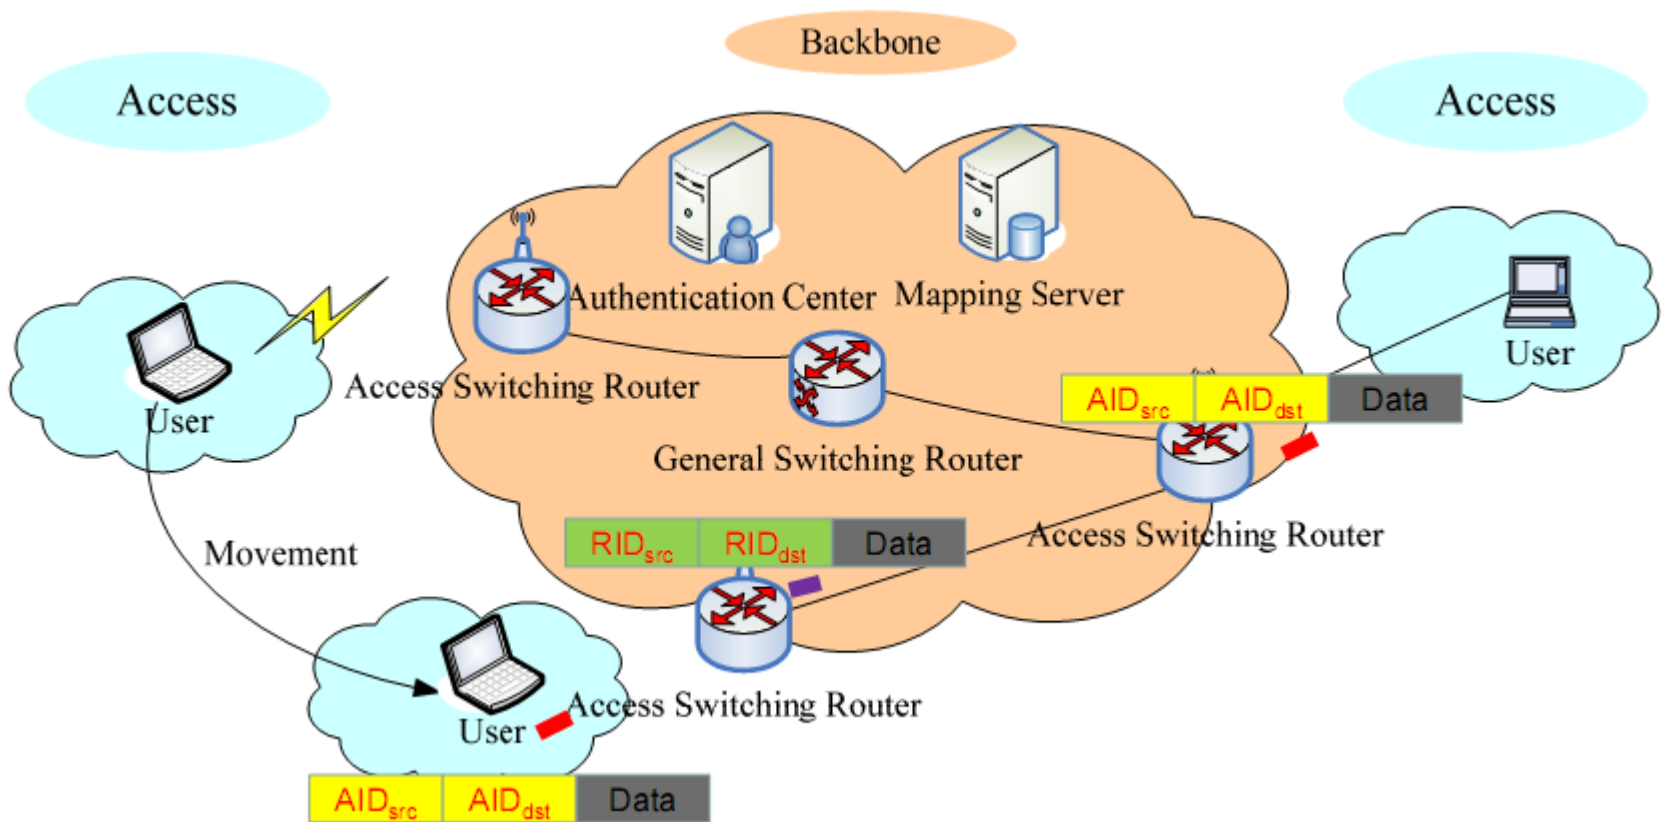 Backbone
Access
Access
Authentication Center
Mapping Server
User
Access Switching Router
User
AIDsrc AIDdst Data
General Switching Router
Access Switching Router
RIDsrc RIDdst Data
Movement
Access Switching Router
User
AIDsrc AIDdst Data